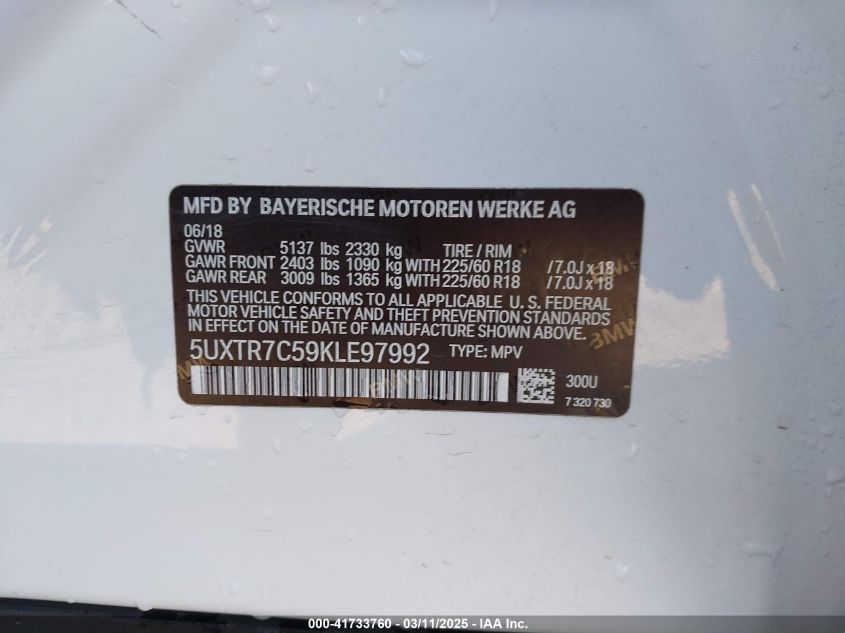 MFD BY BAYERISCHE MOTOREN WERKE AG
06/18
GVWR 5137 lbs 2330 kg TIRE / RIM
GAWR FRONT 2403 lbs 1090 kg WITH 225/60 R18 /7.0J x 18
GAWR REAR 3009 lbs 1365 kg WITH 225/60 R18 /7.0J x 18
THIS VEHICLE CONFORMS TO ALL APPLICABLE U. S. FEDERAL
MOTOR VEHICLE SAFETY AND THEFT PREVENTION
STANDARDS IN EFFECT ON THE DATE OF MANUFACTURE SHOWN ABOVE.
5UXTR7C59KLE97992 TYPE: MPV
300U
7 320 730
BMW
000-41733760 - 03/11/2025 - IAA Inc.